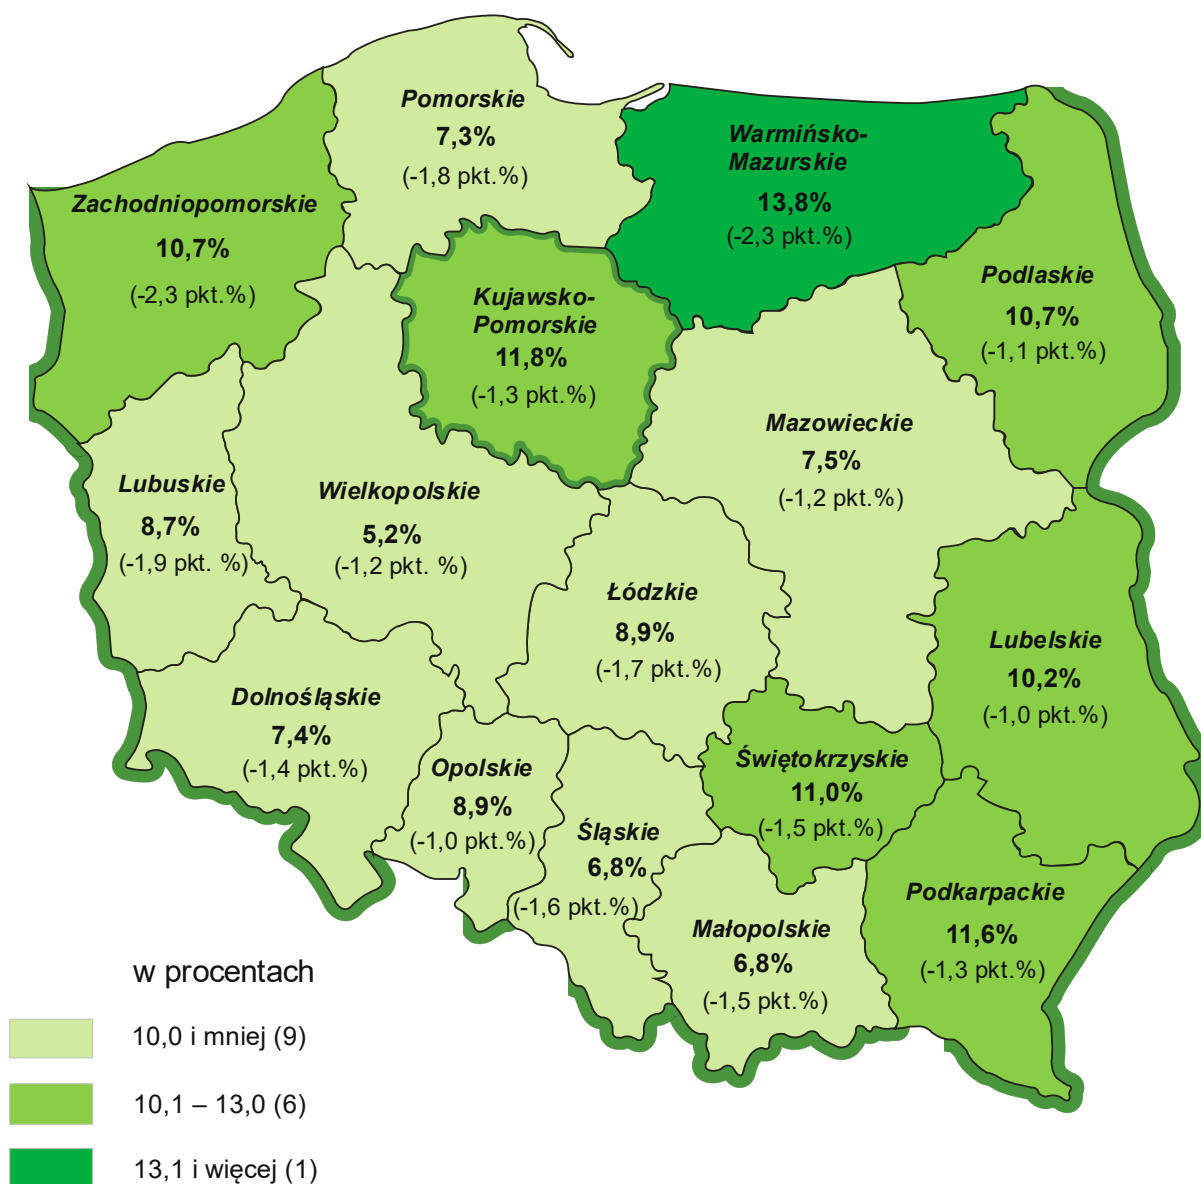 Pomorskie
7,3%
(-1,8 pkt.%)
Warmińsko-
Mazurskie
13,8%
(-2,3 pkt.%)
Zachodniopomorskie
10,7%
(-2,3 pkt.%)
Podlaskie
10,7%
(-1,1 pkt.%)
Kujawsko-
Pomorskie
11,8%
(-1,3 pkt.%)
Mazowieckie
7,5%
(-1,2 pkt.%)
Lubuskie
8,7%
(-1,9 pkt. %)
Wielkopolskie
5,2%
(-1,2 pkt. %)
Łódzkie
8,9%
(-1,7 pkt.%)
Lubelskie
10,2%
(-1,0 pkt.%)
Dolnośląskie
7,4%
(-1,4 pkt.%)
Opolskie
8,9%
(-1,0 pkt.%)
Świętokrzyskie
11,0%
(-1,5 pkt.%)
Śląskie
6,8%
(-1,6 pkt.%)
Małopolskie
6,8%
(-1,5 pkt.%)
Podkarpackie
11,6%
(-1,3 pkt.%)
w procentach
10,0 i mniej (9)
10,1 – 13,0 (6)
13,1 i więcej (1)